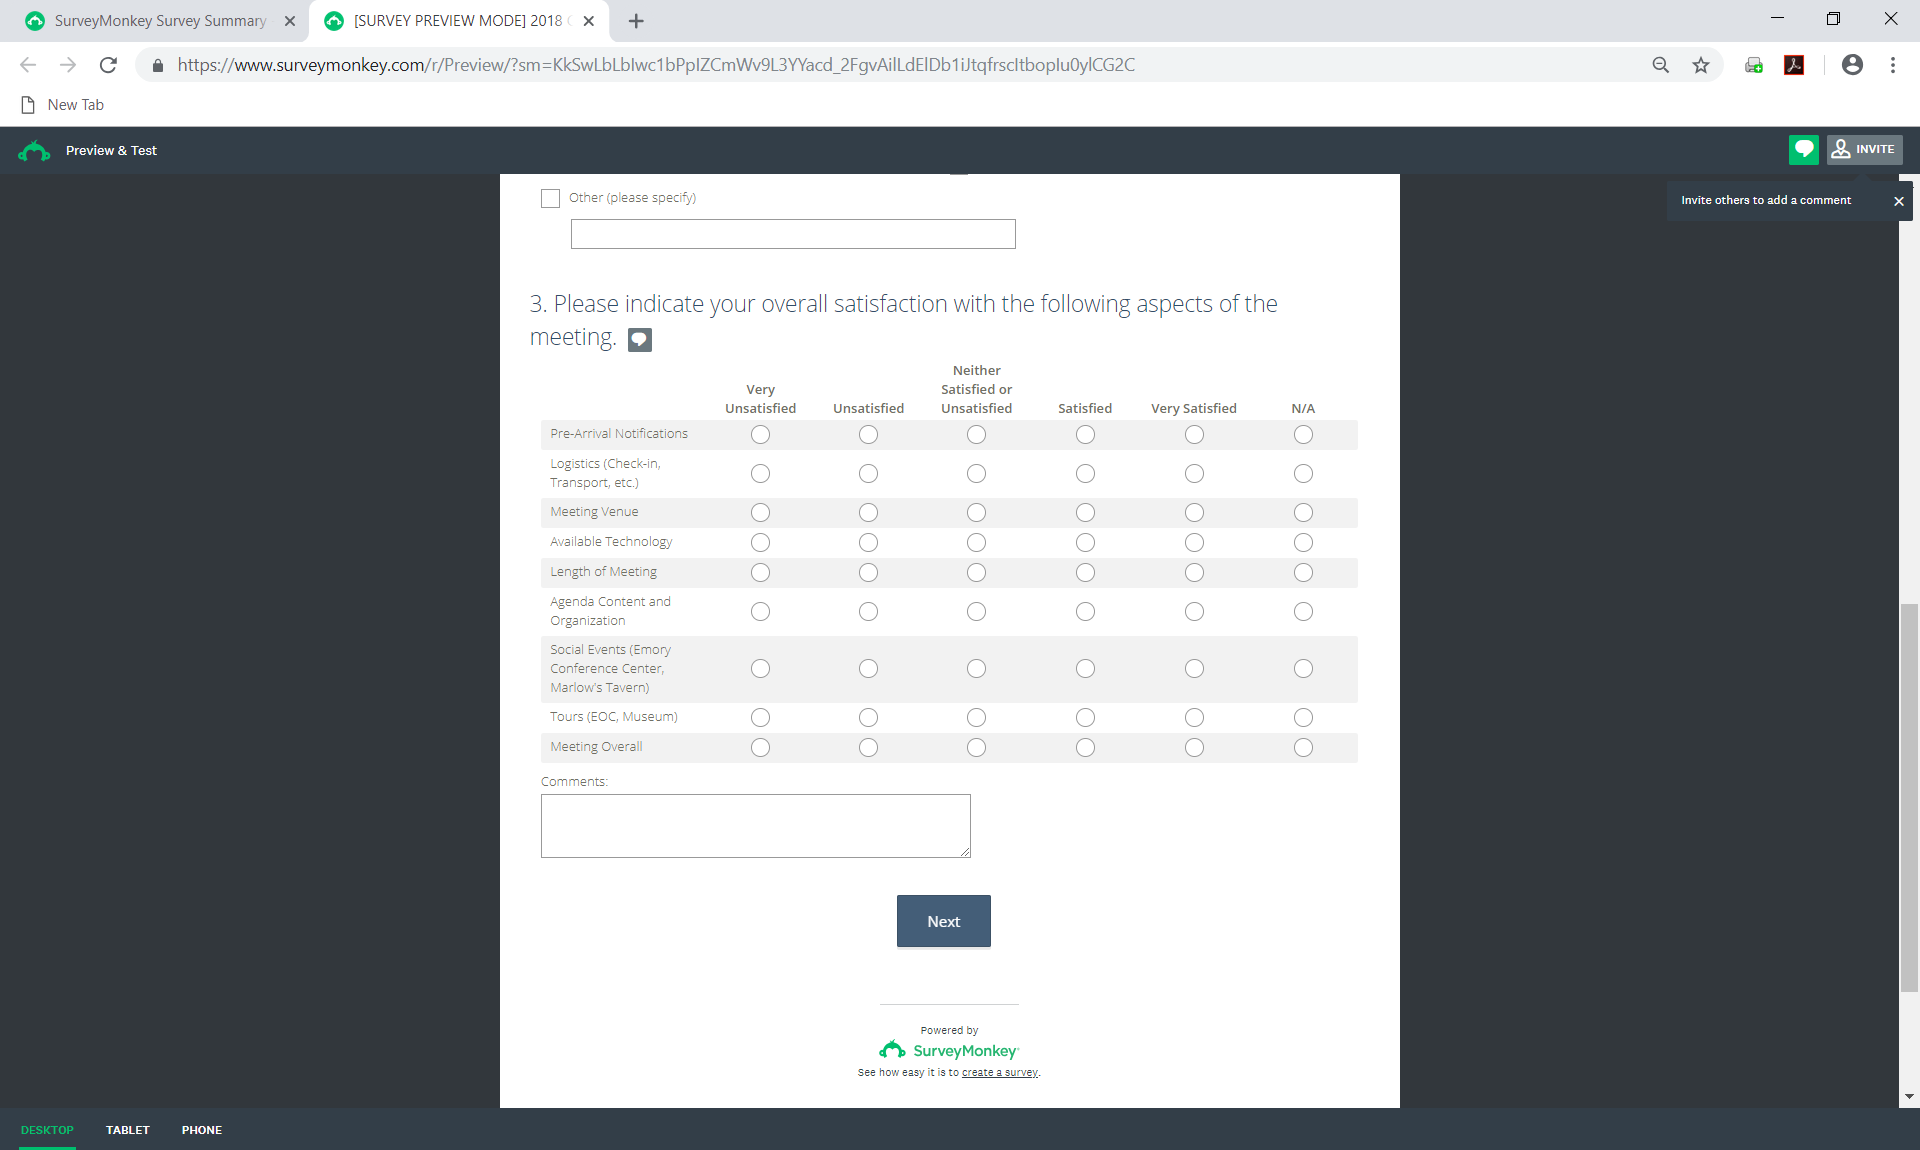 SurveyMonkey Survey Summary
[SURVEY PREVIEW MODE] 2018
https://www.surveymonkey.com/r/Preview/?sm=
New Tab
Preview & Test
INVITE
Invite others to add a comment
Other (please specify)
3. Please indicate your overall satisfaction with the following aspects of the
meeting.
Neither
Very Satisfied or
Unsatisfied Unsatisfied Unsatisfied Satisfied Very Satisfied N/A
Pre-Arrival Notifications
Logistics (Check-in,
Transport, etc.)
Meeting Venue
Available Technology
Length of Meeting
Agenda Content and
Organization
Social Events (Emory
Conference Center,
Marlow's Tavern)
Tours (EOC, Museum)
Meeting Overall
Comments:
Next
Powered by
SurveyMonkey
See how easy it is to create a survey.
DESKTOP TABLET PHONE